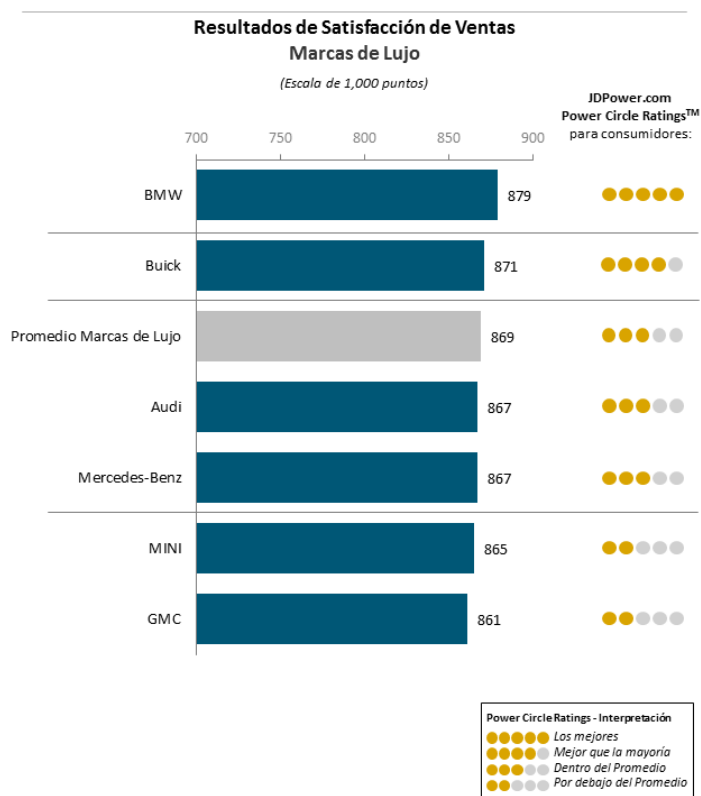 Resultados de Satisfacción de Ventas
Marcas de Lujo
(Escala de 1,000 puntos)
JDPower.com
Power Circle Ratings™
para consumidores:
700 750 800 850 900
BMW 879
Buick 871
Promedio Marcas de Lujo 869
Audi 867
Mercedes-Benz 867
MINI 865
GMC 861
Power Circle Ratings - Interpretación
Los mejores
Mejor que la mayoría
Dentro del Promedio
Por debajo del Promedio